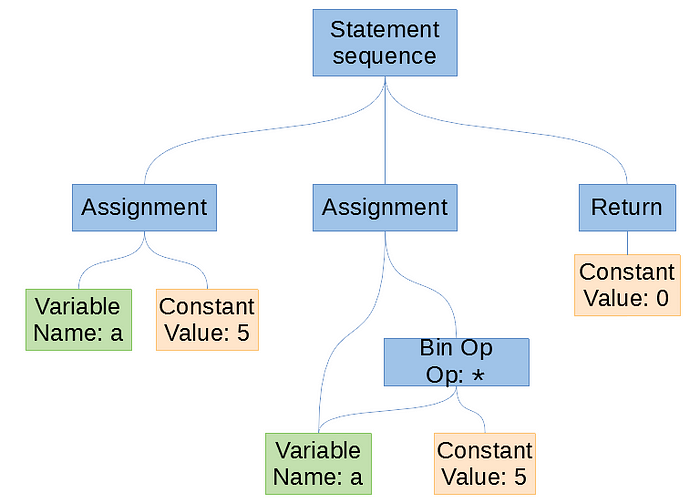 Statement
sequence
Assignment
Assignment
Return
Variable
Name: a
Constant
Value: 5
Constant
Value: 0
Bin Op
Op: *
Variable
Name: a
Constant
Value: 5